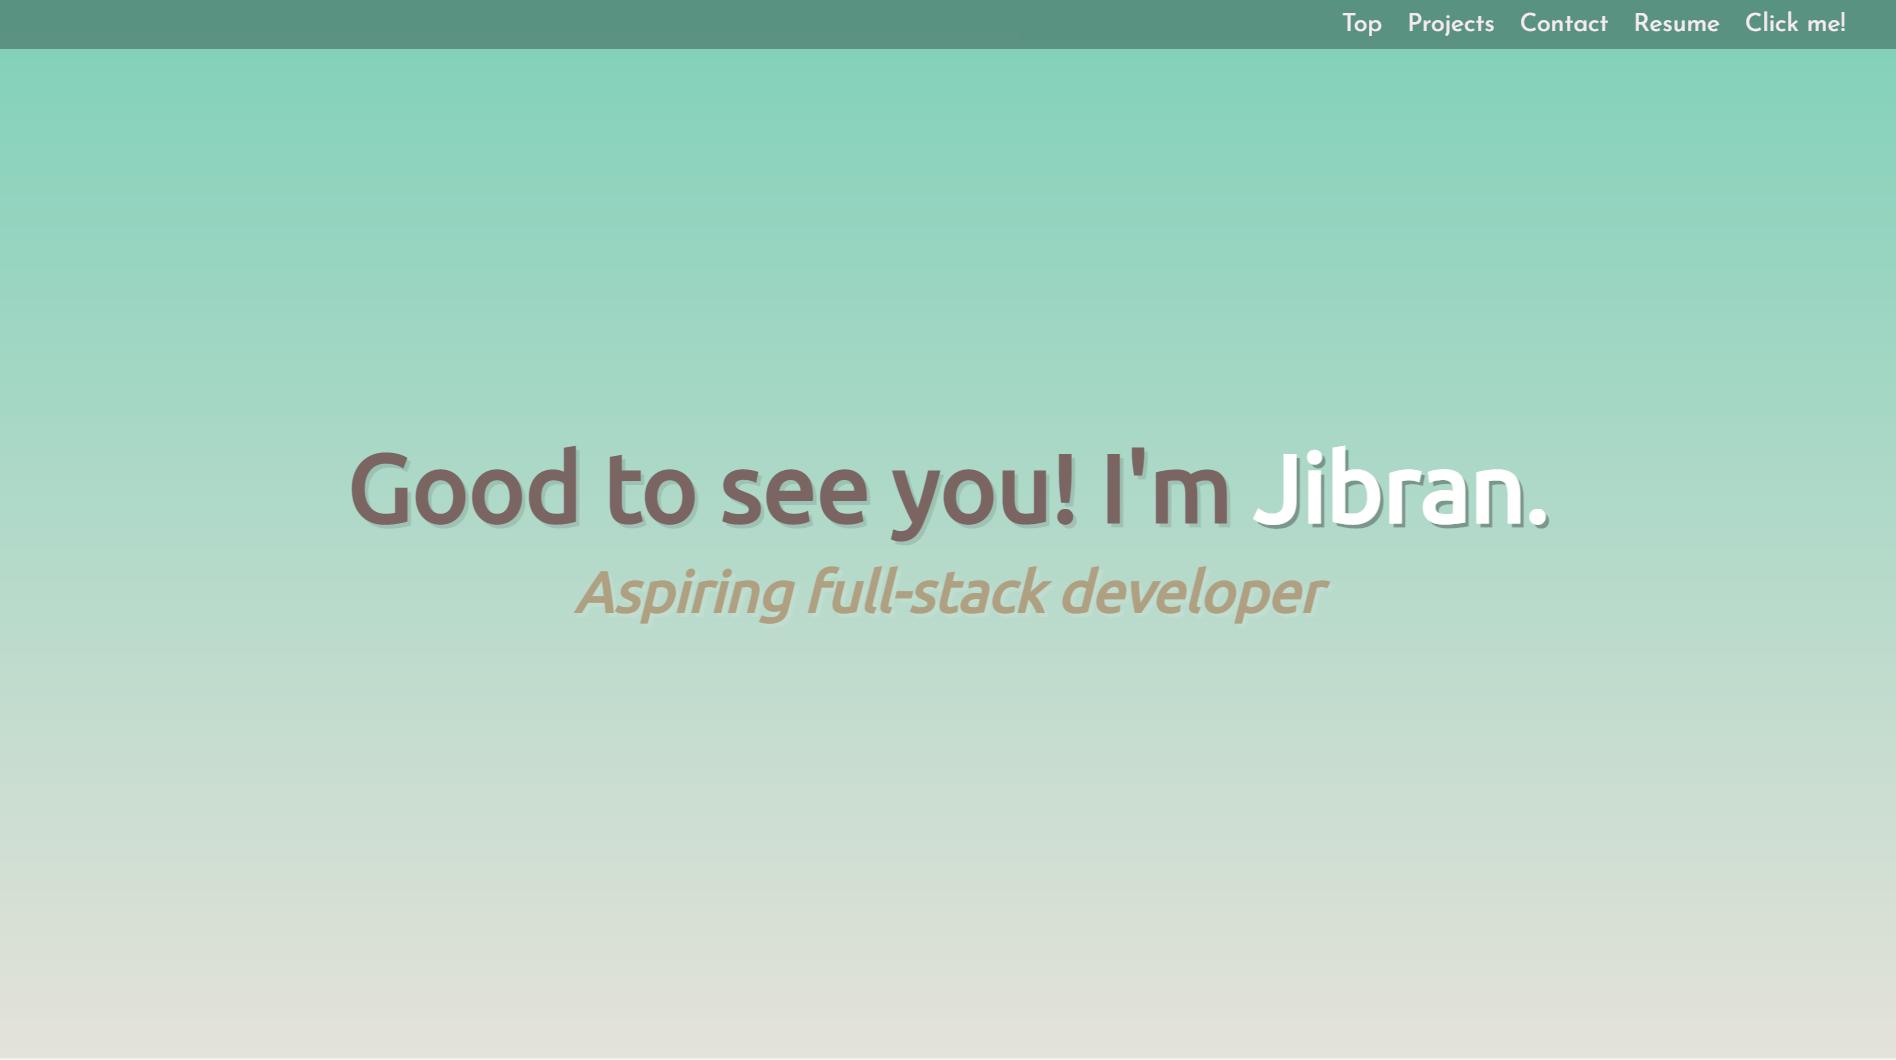 Top Projects Contact Resume Click me!
Good to see you! I'm Jibran.
Aspiring full-stack developer